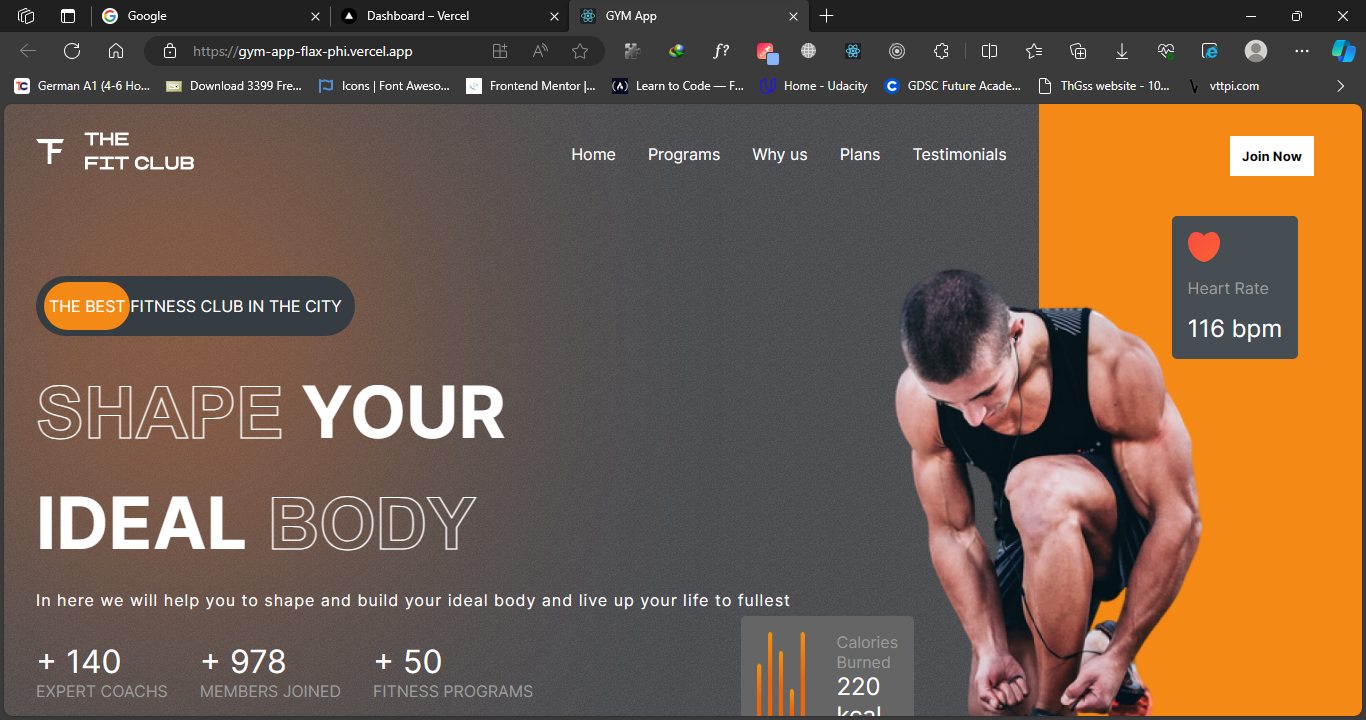 Google
Dashboard – Vercel
GYM App
https://gym-app-flax-phi.vercel.app
German A1 (4-6 Ho...
Download 3399 Fre...
Icons | Font Aweso...
Frontend Mentor |...
Learn to Code — F...
Home - Udacity
GDSC Future Acade...
ThGss website - 10...
vttpi.com
THE
FIT CLUB
Home
Programs
Why us
Plans
Testimonials
Join Now
Heart Rate
116 bpm
THE BEST FITNESS CLUB IN THE CITY
SHAPE YOUR
IDEAL BODY
In here we will help you to shape and build your ideal body and live up your life to fullest
+ 140
EXPERT COACHS
+ 978
MEMBERS JOINED
+ 50
FITNESS PROGRAMS
Calories
Burned
220
kcal